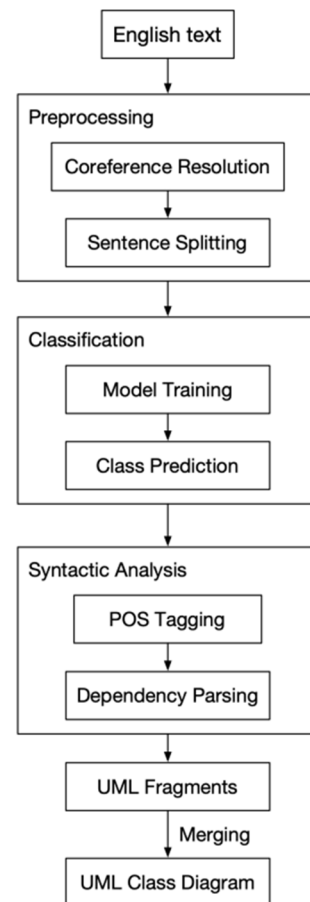 English text
Preprocessing
Coreference Resolution
Sentence Splitting
Classification
Model Training
Class Prediction
Syntactic Analysis
POS Tagging
Dependency Parsing
UML Fragments
Merging
UML Class Diagram